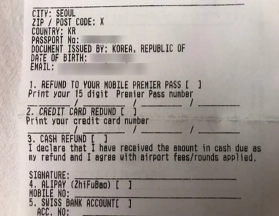 CITY: SEOUL
ZIP / POST CODE: X
COUNTRY: KR
PASSPORT No:
DOCUMENT ISSUED BY: KOREA, REPUBLIC OF
DATE OF BIRTH:
EMAIL:
1. REFUND TO YOUR MOBILE PREMIER PASS [ ]
Print your 15 digit Premier Pass number
/ / /
2. CREDIT CARD REDUND [ ]
Print your credit card number
/ / /
3. CASH REFUND [ ]
I declare that I have received the amount in cash due as
my refund and I agree with airport fees/rounds applied.
SIGNATURE:
4. ALIPAY (ZhiFuBao) [ ]
MOBILE NO:
5. SWISS BANK ACCOUNT[ ]
ACC. NO: